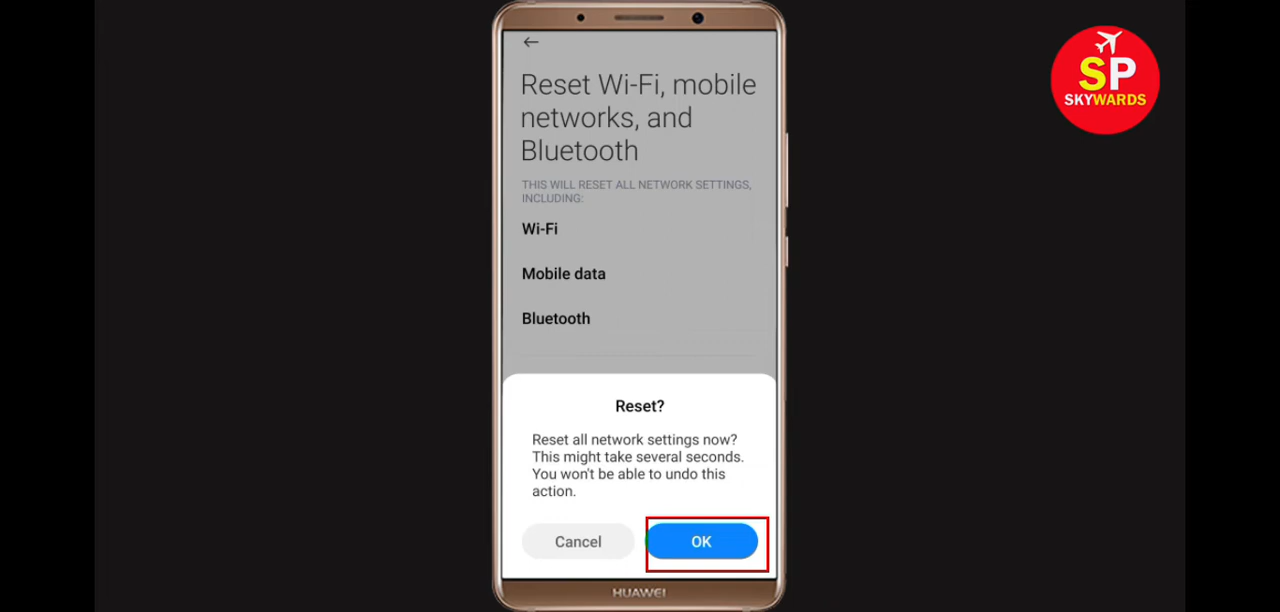 Reset Wi-Fi, mobile
networks, and
Bluetooth
THIS WILL RESET ALL NETWORK SETTINGS,
INCLUDING:
Wi-Fi
Mobile data
Bluetooth
Reset?
Reset all network settings now?
This might take several seconds.
You won't be able to undo this
action.
Cancel
OK
HUAWEI
SP
SKYWARDS